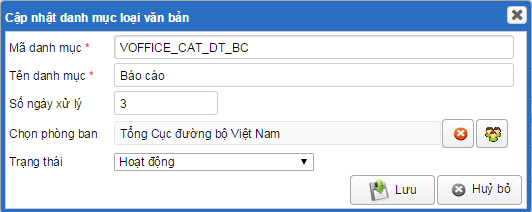 Cập nhật danh mục loại văn bản
Mã danh mục * VOFFICE_CAT_DT_BC
Tên danh mục * Báo cáo
Số ngày xử lý 3
Chọn phòng ban Tổng Cục đường bộ Việt Nam
Trạng thái Hoạt động
Lưu Huỷ bỏ